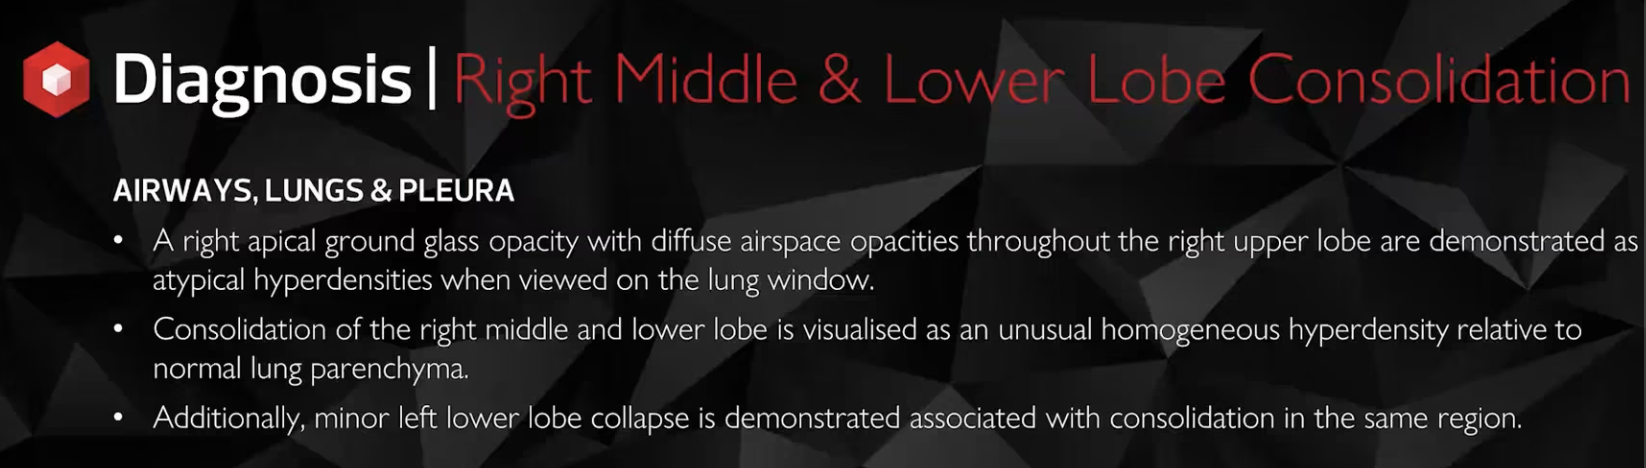 Diagnosis | Right Middle & Lower Lobe Consolidation
AIRWAYS, LUNGS & PLEURA
• A right apical ground glass opacity with diffuse airspace opacities throughout the right upper lobe are demonstrated as
atypical hyperdensities when viewed on the lung window.
• Consolidation of the right middle and lower lobe is visualised as an unusual homogeneous hyperdensity relative to
normal lung parenchyma.
• Additionally, minor left lower lobe collapse is demonstrated associated with consolidation in the same region.